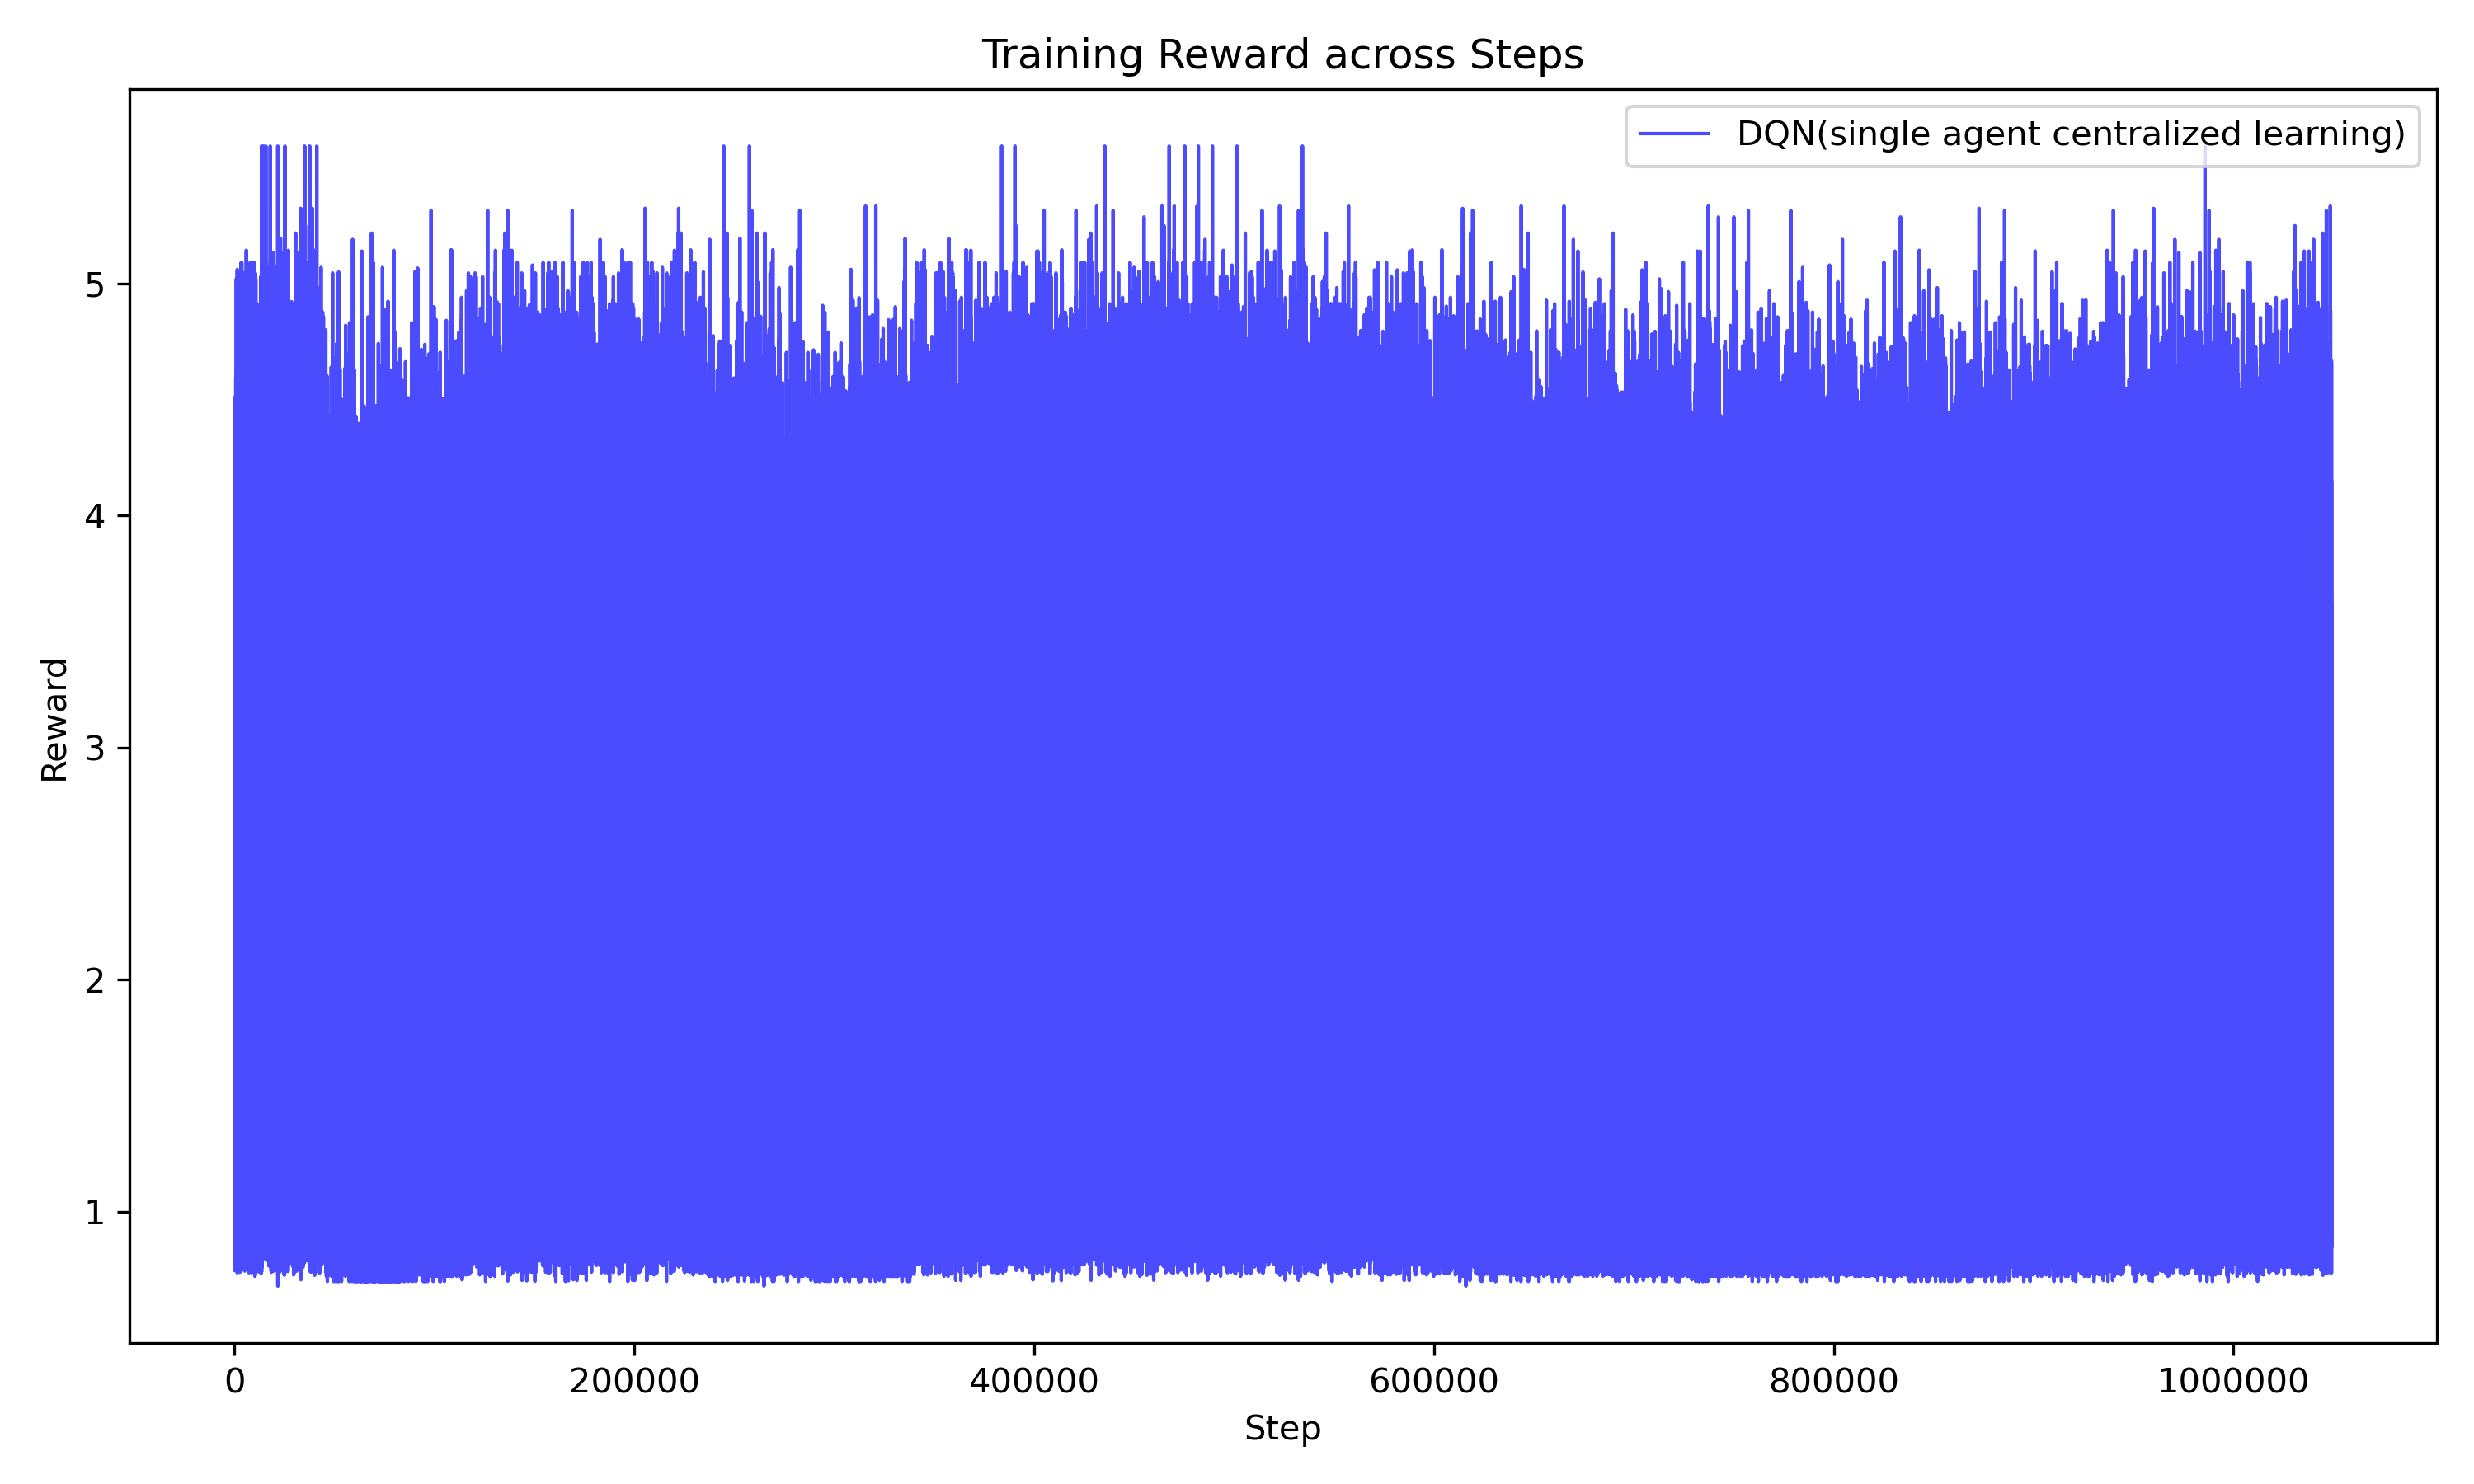 Training Reward across Steps
DQN(single agent centralized learning)
5
4
3
2
1
Reward
0
200000
400000
600000
800000
1000000
Step